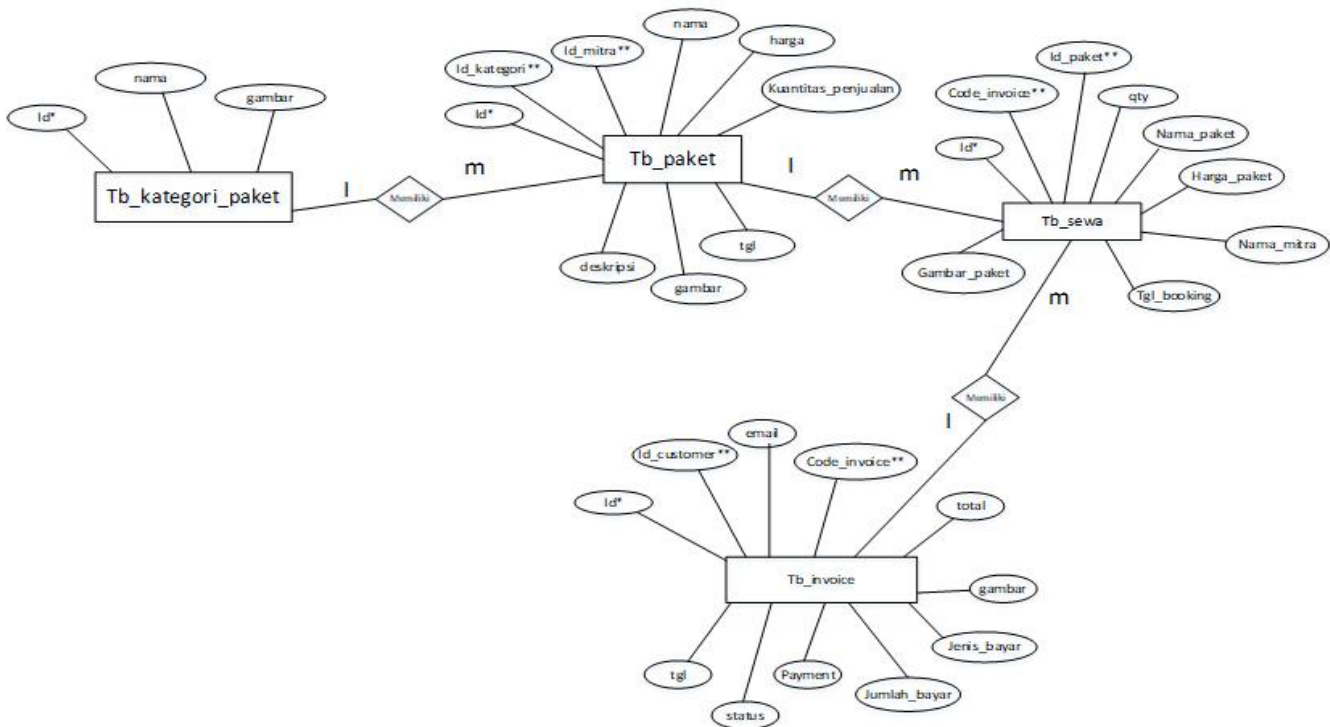 nama
gambar
Id*
Tb_kategori_paket
l
Memiliki
m
nama
harga
Id_mitra**
Id_kategori**
Kuantitas_penjualan
Id*
Tb_paket
deskripsi
gambar
tgl
l
Memiliki
m
Id_paket**
Code_invoice**
qty
Nama_paket
Id*
Harga_paket
Tb_sewa
Nama_mitra
Gambar_paket
Tgl_booking
m
Memiliki
l
email
Id_customer**
Code_invoice**
Id*
total
Tb_invoice
gambar
Jenis_bayar
tgl
Payment
Jumlah_bayar
status